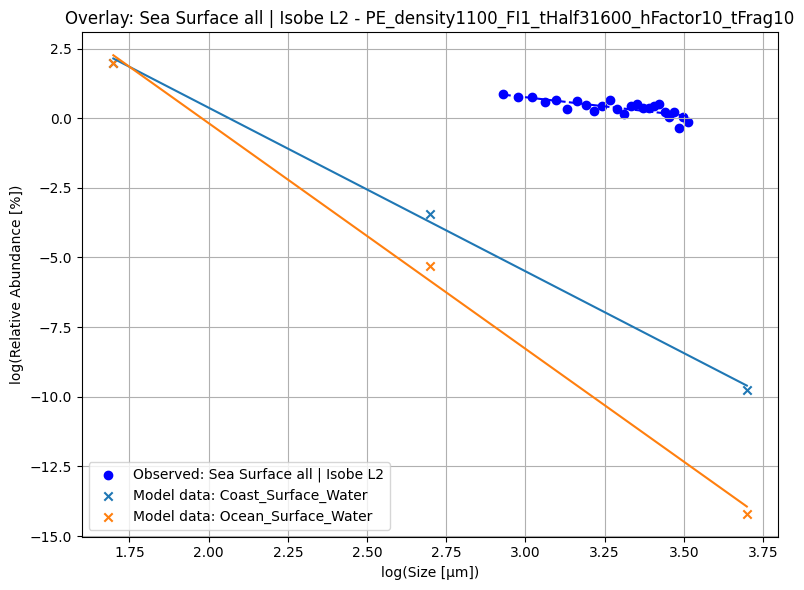 Overlay: Sea Surface all | Isobe L2 - PE_density1100_FI1_tHalf31600_hFactor10_tFrag10
log(Relative Abundance [%])
2.5
0.0
−2.5
−5.0
−7.5
−10.0
−12.5
−15.0
Observed: Sea Surface all | Isobe L2
Model data: Coast_Surface_Water
Model data: Ocean_Surface_Water
1.75 2.00 2.25 2.50 2.75 3.00 3.25 3.50 3.75
log(Size [μm])